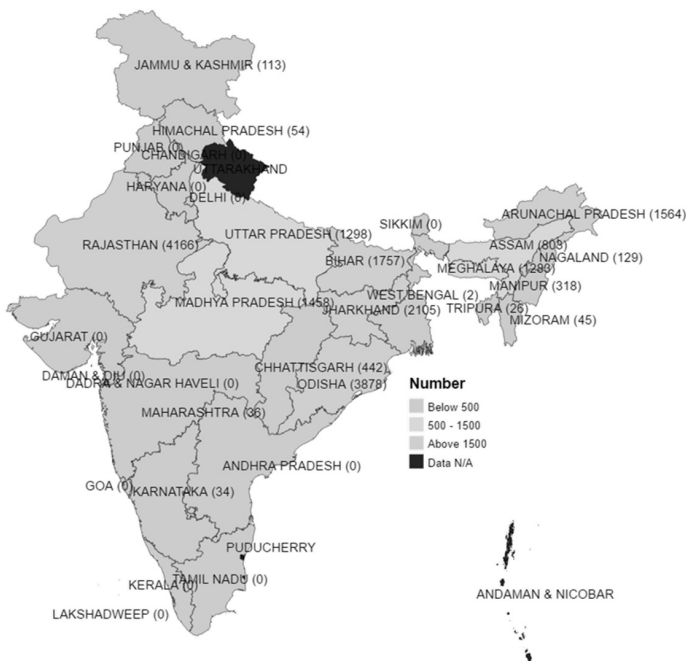 JAMMU & KASHMIR (113)
HIMACHAL PRADESH (54)
PUNJAB (0)
CHANDIGARH (0)
UTTARAKHAND
HARYANA (0)
DELHI (0)
SIKKIM (0)
ARUNACHAL PRADESH (1564)
UTTAR PRADESH (1298)
RAJASTHAN (4166)
ASSAM (803)
BIHAR (1757)
NAGALAND (129)
MEGHALAYA (1283)
MANIPUR (318)
WEST BENGAL (2)
MADHYA PRADESH (1458)
JHARKHAND (2105)
TRIPURA (26)
MIZORAM (45)
GUJARAT (0)
CHHATTISGARH (442)
DAMAN & DIU (0)
DADRA & NAGAR HAVELI (0)
ODISHA (3878)
Number
Below 500
500 - 1500
Above 1500
Data N/A
MAHARASHTRA (36)
ANDHRA PRADESH (0)
GOA (0)
KARNATAKA (34)
PUDUCHERRY
TAMIL NADU (0)
KERALA (0)
ANDAMAN & NICOBAR
LAKSHADWEEP (0)